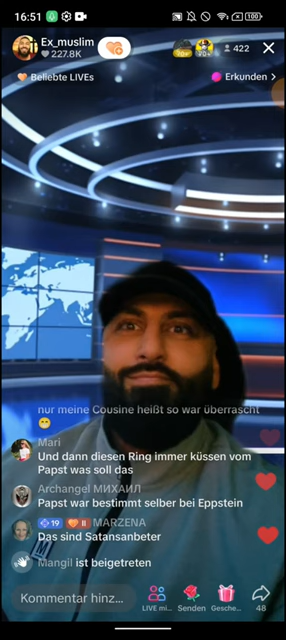 16:51
100
Ex_muslim
227.8K
422
Beliebte LIVEs
Erkunden
nur meine Cousine heißt so war überrascht
😁
Mari
Und dann diesen Ring immer küssen vom
Papst was soll das
Archangel МИХАИЛ
Papst war bestimmt selber bei Eppstein
19 II MARZENA
Das sind Satansanbeter
Mangil ist beigetreten
Kommentar hinz...
LIVE mi...
Senden
Gesche...
48